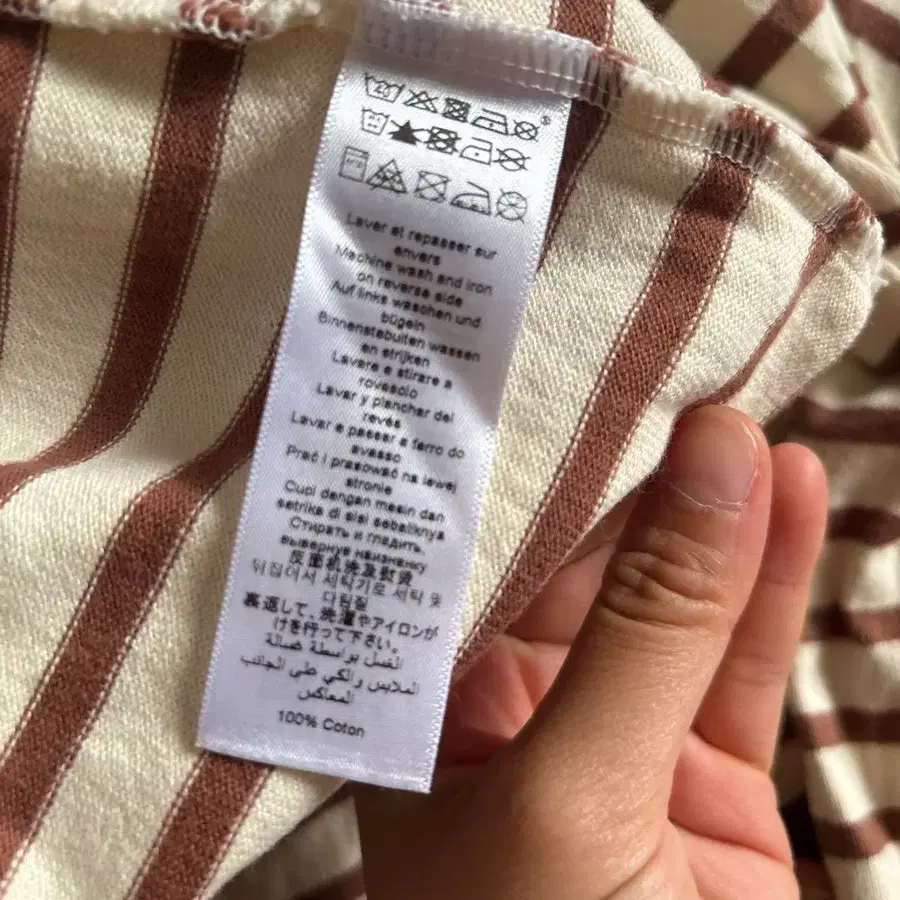 Laver et repasser sur
envers
Machine wash and iron
on reverse side
Auf links waschen und
bügeln
Binnenstebuiten wassen
en strijken
Lavare e stirare a
rovescio
Lavar y planchar del
revés
Lavar e passar a ferro do
avasso
Prać i prasować na lewej
stronie
Cuci dengan mesin dan
setrika di sisi sebaliknya
Стирать и гладить,
вывернув наизнанку
反面机洗及熨烫
뒤집어서 세탁기로 세탁 및
다림질
裏返して、洗濯やアイロンが
けを行って下さい。
الغسل بواسطة غسالة
الملابس والكي على الجانب
المعاكس
100% Coton